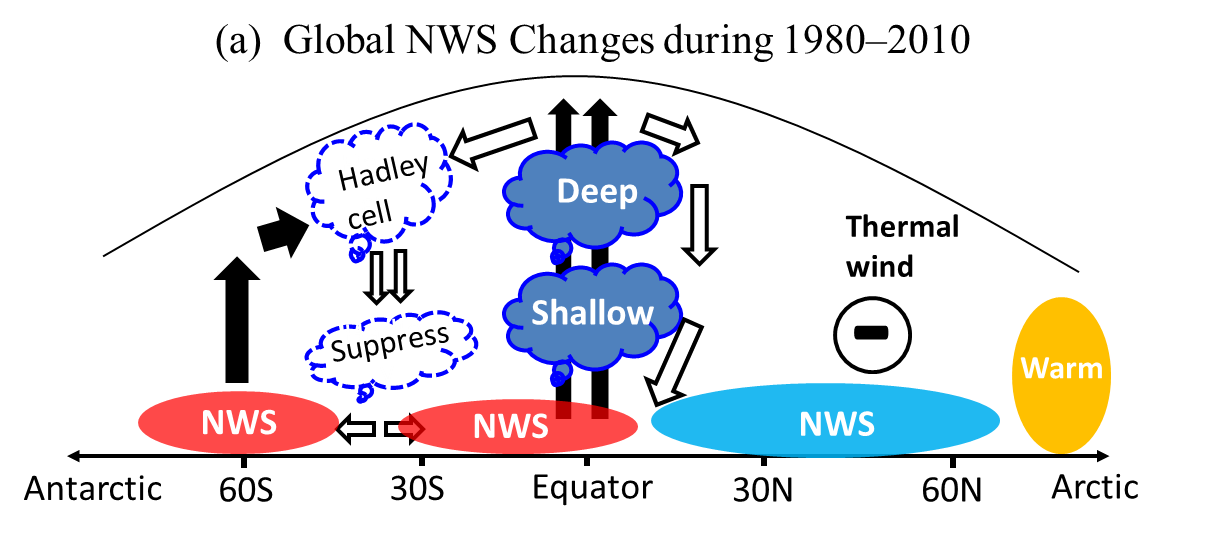 (a) Global NWS Changes during 1980–2010
Hadley
cell
Deep
Thermal
wind
Shallow
Suppress
Warm
NWS
NWS
NWS
Antarctic
60S
30S
Equator
30N
60N
Arctic